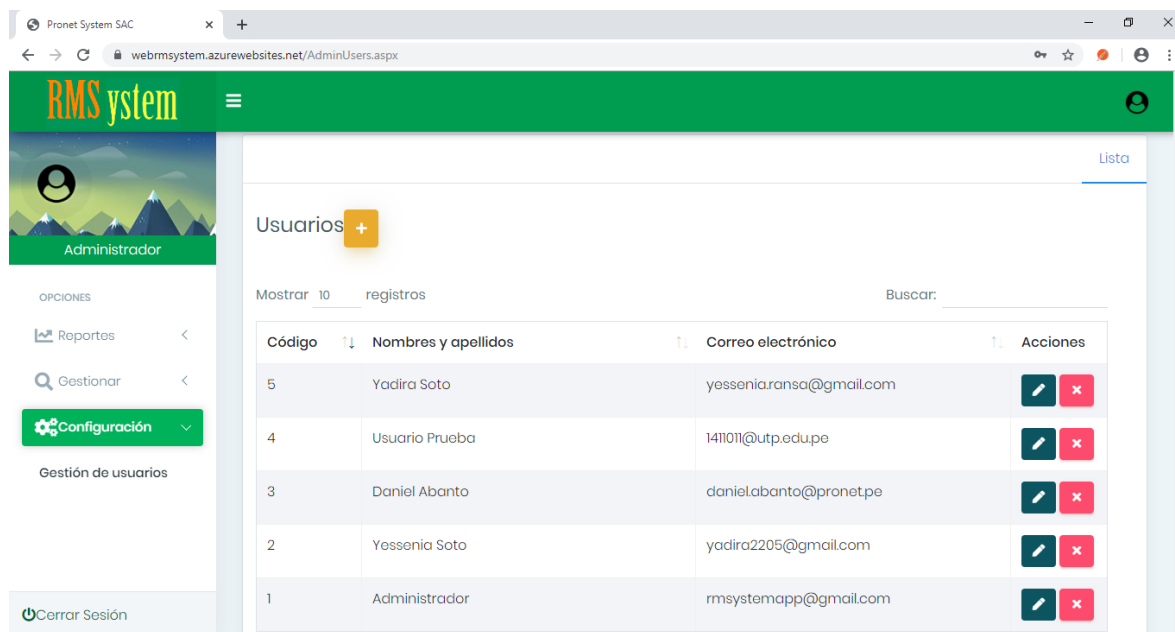 Pronet System SAC
webrmsystem.azurewebsites.net/AdminUsers.aspx
RMSystem
Lista
Administrador
Usuarios +
OPCIONES
Reportes
Gestionar
Configuración
Gestión de usuarios
Cerrar Sesión
Mostrar 10 registros Buscar:
Código Nombres y apellidos Correo electrónico Acciones
5 Yadira Soto yessenia.ransa@gmail.com
4 Usuario Prueba 1411011@utp.edu.pe
3 Daniel Abanto daniel.abanto@pronet.pe
2 Yessenia Soto yadira2205@gmail.com
1 Administrador rmsystemapp@gmail.com